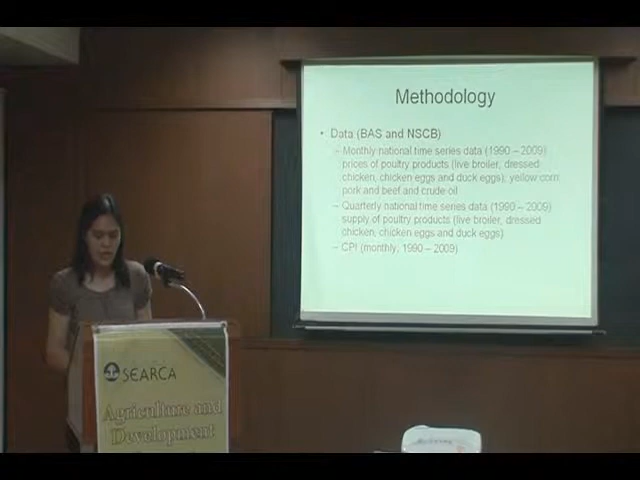 Methodology
• Data (BAS and NSCB)
– Monthly national time series data (1990 – 2009)
prices of poultry products (live broiler, dressed
chicken, chicken eggs and duck eggs); yellow corn
pork and beef and crude oil
– Quarterly national time series data (1990 – 2009)
supply of poultry products (live broiler, dressed
chicken, chicken eggs and duck eggs)
– CPI (monthly, 1990 – 2009)
SEARCA
Agriculture and
Development